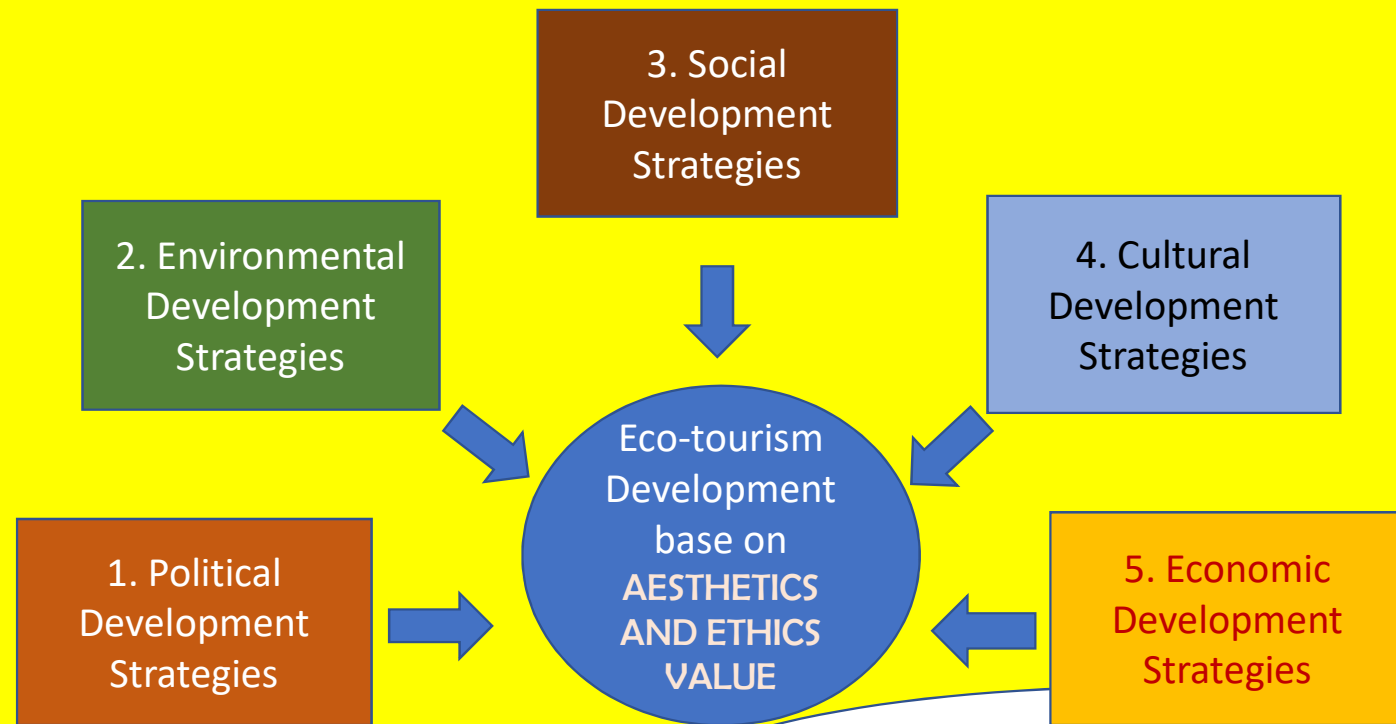 1. Political
Development
Strategies
2. Environmental
Development
Strategies
3. Social
Development
Strategies
4. Cultural
Development
Strategies
5. Economic
Development
Strategies
Eco-tourism
Development
base on
AESTHETICS
AND ETHICS
VALUE